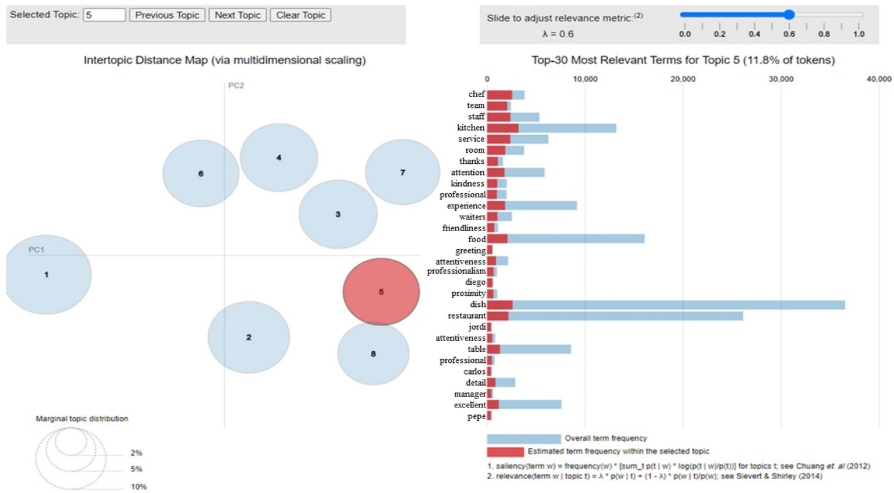 Selected Topic: 5 Previous Topic Next Topic Clear Topic
Slide to adjust relevance metric:(2)
λ = 0.6
0.0 0.2 0.4 0.6 0.8 1.0
Intertopic Distance Map (via multidimensional scaling)
PC2
PC1
6
4
7
3
1
5
2
8
Marginal topic distribution
2%
5%
10%
Top-30 Most Relevant Terms for Topic 5 (11.8% of tokens)
0 10,000 20,000 30,000 40,000
chef
team
staff
kitchen
service
room
thanks
attention
kindness
professional
experience
waiters
friendliness
food
greeting
attentiveness
professionalism
diego
proximity
dish
restaurant
jordi
attentiveness
table
professional
carlos
detail
manager
excellent
pepe
Overall term frequency
Estimated term frequency within the selected topic
1. saliency(term w) = frequency(w) * [sum_t p(t | w) * log(p(t | w)/p(t))] for topics t; see Chuang et. al (2012)
2. relevance(term w | topic t) = λ * p(w | t) + (1 - λ) * p(w | t)/p(w); see Sievert & Shirley (2014)